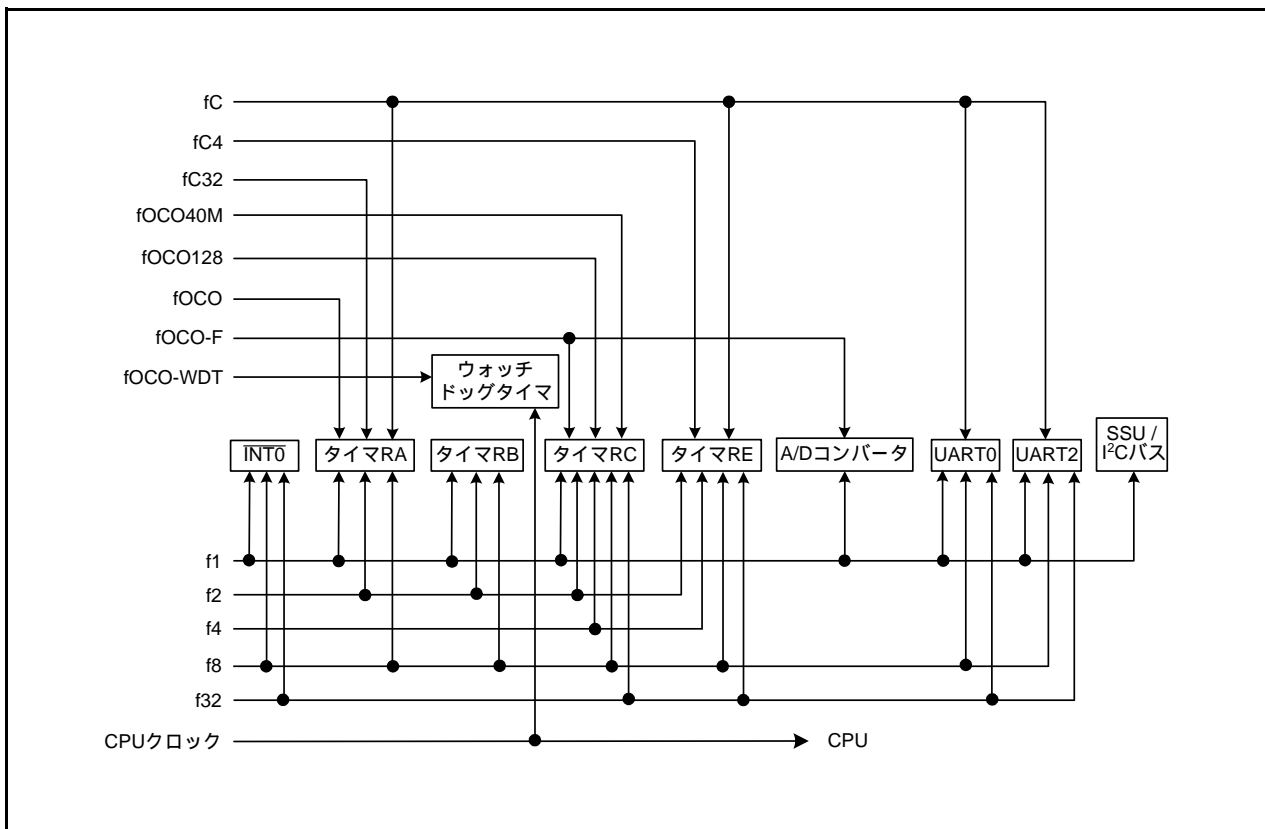 fC
fC4
fC32
fOCO40M
fOCO128
fOCO
fOCO-F
fOCO-WDT
ウォッチ
ドッグタイマ
INT0
タイマRA
タイマRB
タイマRC
タイマRE
A/Dコンバータ
UART0
UART2
SSU /
I²Cバス
f1
f2
f4
f8
f32
CPUクロック
CPU